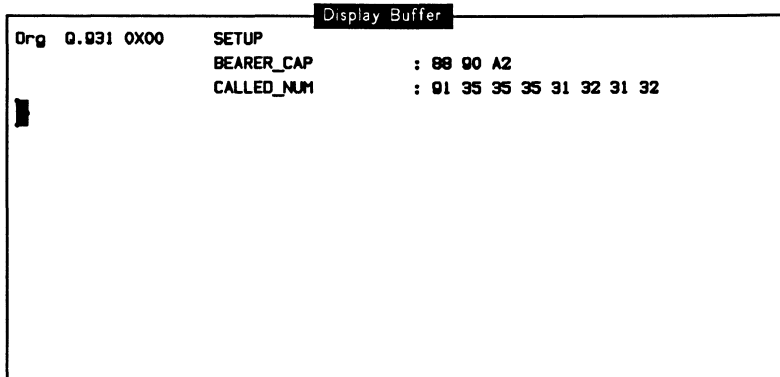 Display Buffer
Org Q.931 0X00 SETUP
BEARER_CAP : 88 90 A2
CALLED_NUM : 91 35 35 35 31 32 31 32